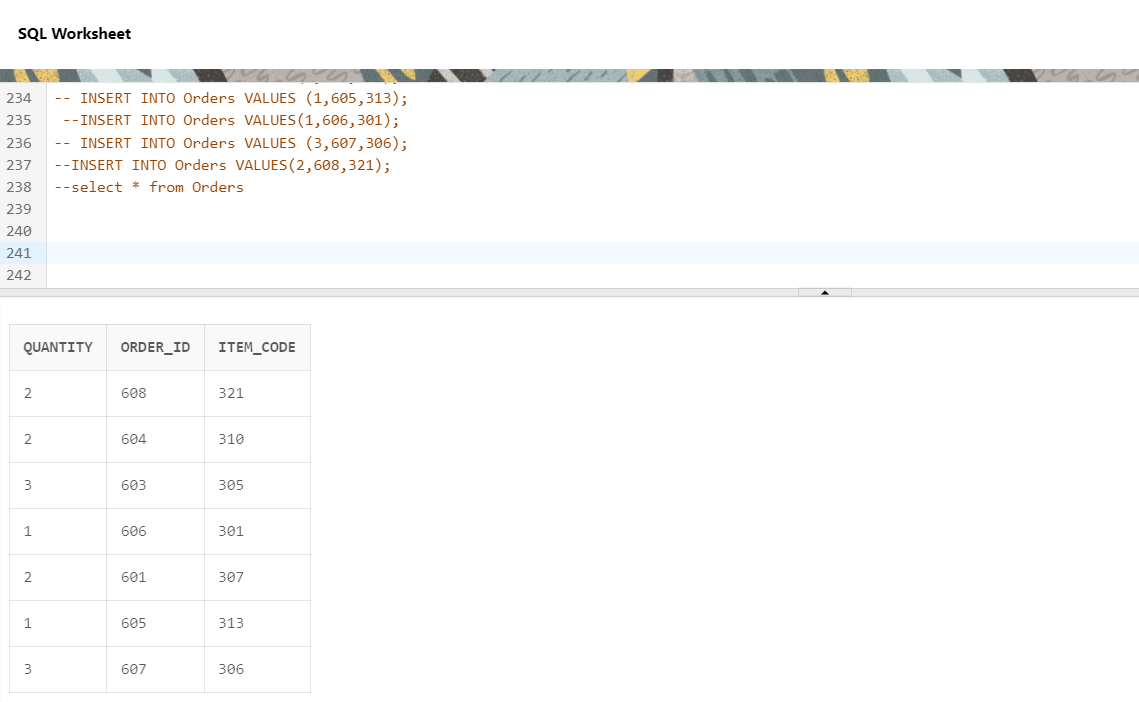 SQL Worksheet
234 -- INSERT INTO Orders VALUES (1,605,313);
235 --INSERT INTO Orders VALUES(1,606,301);
236 -- INSERT INTO Orders VALUES (3,607,306);
237 --INSERT INTO Orders VALUES(2,608,321);
238 --select * from Orders
239
240
241
242
QUANTITY ORDER_ID ITEM_CODE
2 608 321
2 604 310
3 603 305
1 606 301
2 601 307
1 605 313
3 607 306